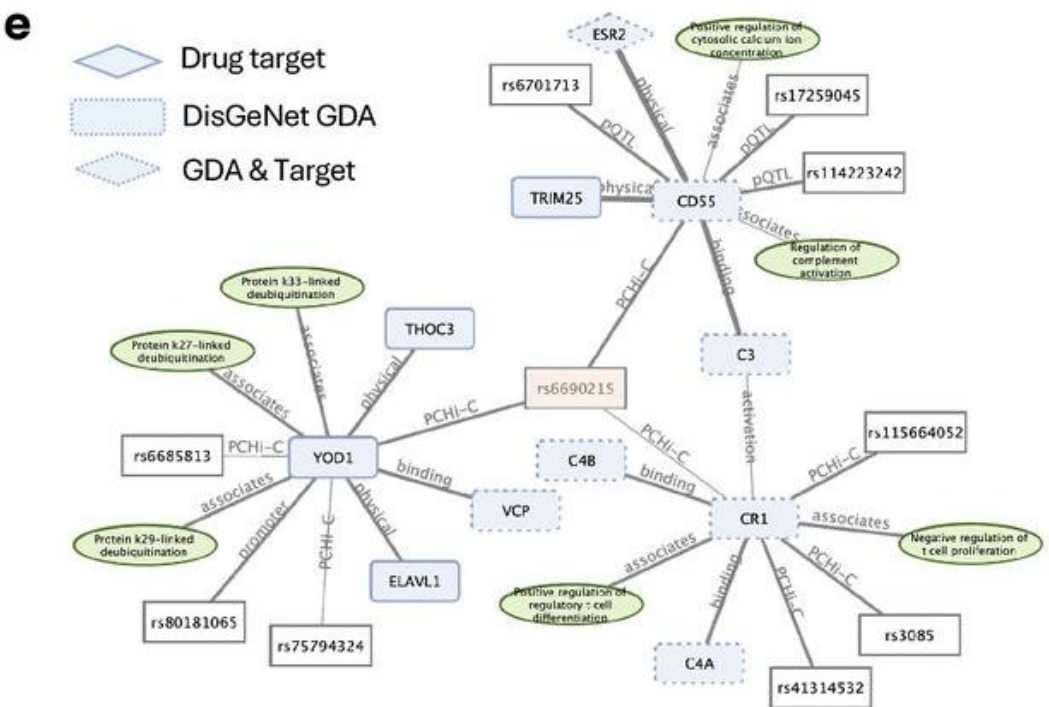 e
Drug target
DisGeNet GDA
GDA & Target
ESR2
Positive regulation of
cytosolic calcium ion
concentration
rs6701713
rs17259045
physical
associates
pQTL
pQTL
pQTL
rs114223242
TRIM25
physica
CD55
sociates
Regulation of
complement
activation
binding
PCHi-C
C3
Protein k33-linked
deubiquitination
THOC3
Protein k27-linked
deubiquitination
associates
associates
physical
rs6690215
PCHi-C
activation
PCHi-C
rs115664052
rs6685813
PCHi-C
YOD1
C4B
binding
PCHi-C
binding
VCP
CR1
associates
associates
Protein k29-linked
deubiquitination
promoter
PCHi-C
physical
Negative regulation of
t cell proliferation
associates
binding
PCHi-C
PCHi-C
ELAVL1
Positive regulation of
regulatory t cell
differentiation
rs80181065
rs75794324
rs3085
C4A
rs41314532